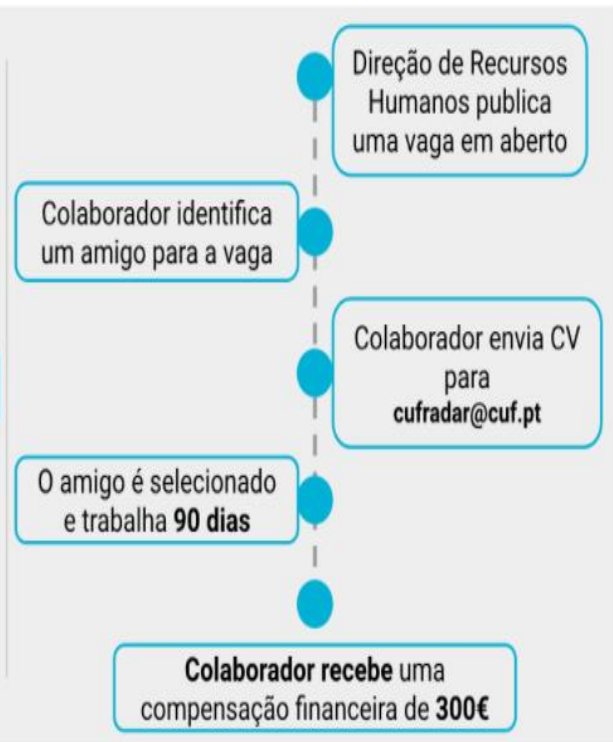 Direção de Recursos
Humanos publica
uma vaga em aberto
Colaborador identifica
um amigo para a vaga
Colaborador envia CV
para
cufradar@cuf.pt
O amigo é selecionado
e trabalha 90 dias
Colaborador recebe uma
compensação financeira de 300€